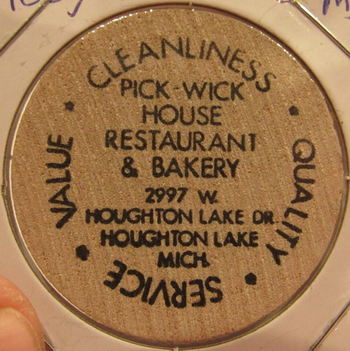 CLEANLINESS
PICK-WICK
HOUSE
RESTAURANT
& BAKERY
2997 W.
HOUGHTON LAKE DR.
HOUGHTON LAKE
MICH.
QUALITY
SERVICE
VALUE